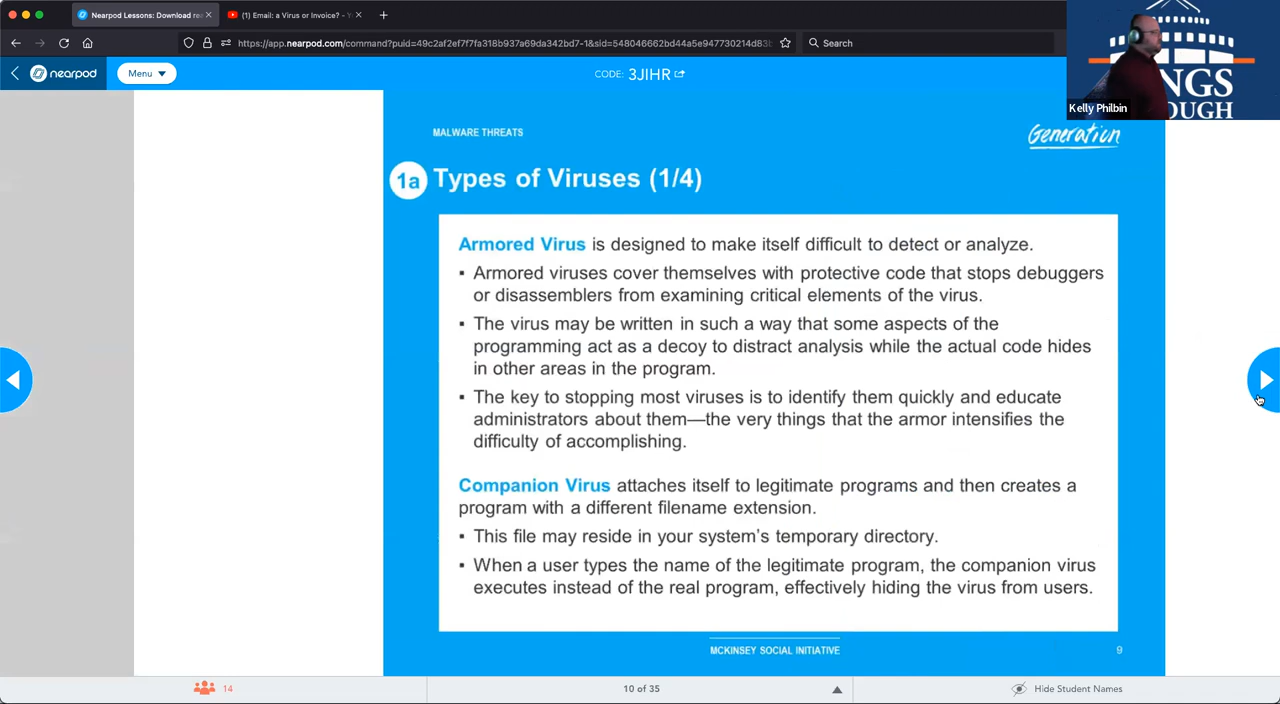 Nearpod Lessons: Download re
(1) Email: a Virus or Invoice? - Y
https://app.nearpod.com/command?puid=49c2af2ef7f7fa318b937a69da342bd7-1&sid=548046662bd44a5e947730214d83b
Search
nearpod
Menu
CODE: 3JIHR
NGS
OUGH
Kelly Philbin
MALWARE THREATS
Generation
1a
Types of Viruses (1/4)
Armored Virus is designed to make itself difficult to detect or analyze.
▪ Armored viruses cover themselves with protective code that stops debuggers
or disassemblers from examining critical elements of the virus.
▪ The virus may be written in such a way that some aspects of the
programming act as a decoy to distract analysis while the actual code hides
in other areas in the program.
▪ The key to stopping most viruses is to identify them quickly and educate
administrators about them—the very things that the armor intensifies the
difficulty of accomplishing.
Companion Virus attaches itself to legitimate programs and then creates a
program with a different filename extension.
▪ This file may reside in your system's temporary directory.
▪ When a user types the name of the legitimate program, the companion virus
executes instead of the real program, effectively hiding the virus from users.
MCKINSEY SOCIAL INITIATIVE
9
14
10 of 35
Hide Student Names